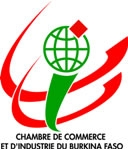 CHAMBRE DE COMMERCE
ET D'INDUSTRIE DU BURKINA FASO